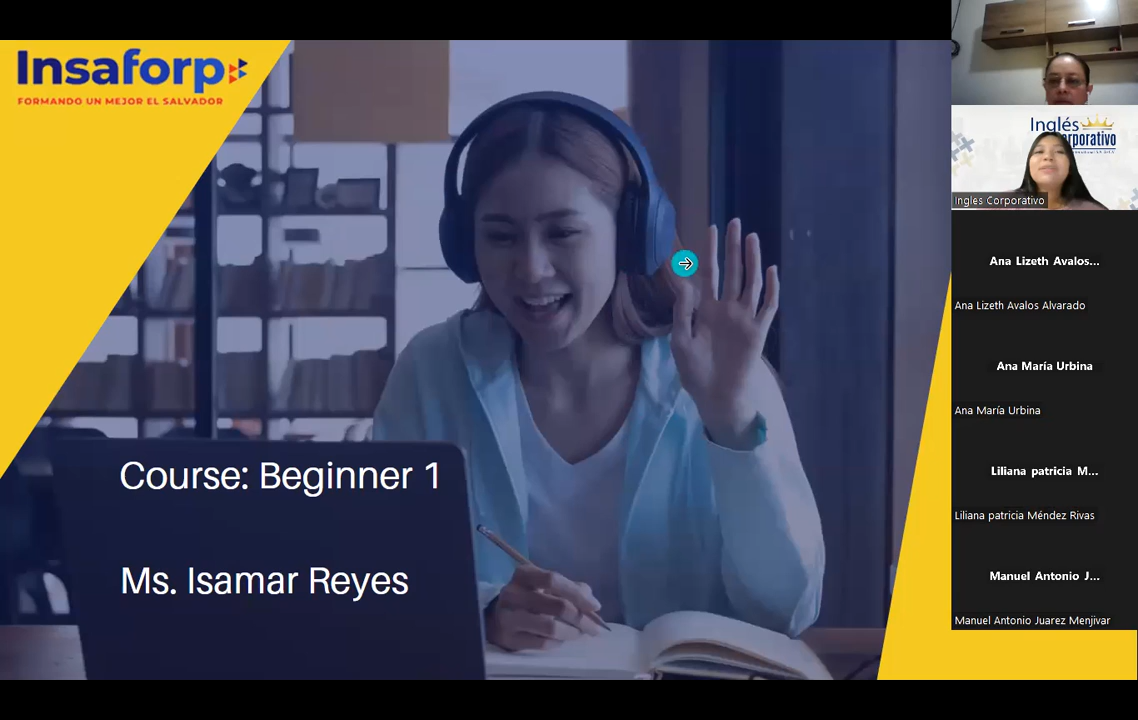 Insaforp
FORMANDO UN MEJOR EL SALVADOR
Course: Beginner 1
Ms. Isamar Reyes
Inglés
Corporativo
Ingles Corporativo
Ana Lizeth Avalos...
Ana Lizeth Avalos Alvarado
Ana María Urbina
Ana María Urbina
Liliana patricia M...
Liliana patricia Méndez Rivas
Manuel Antonio J...
Manuel Antonio Juarez Menjivar